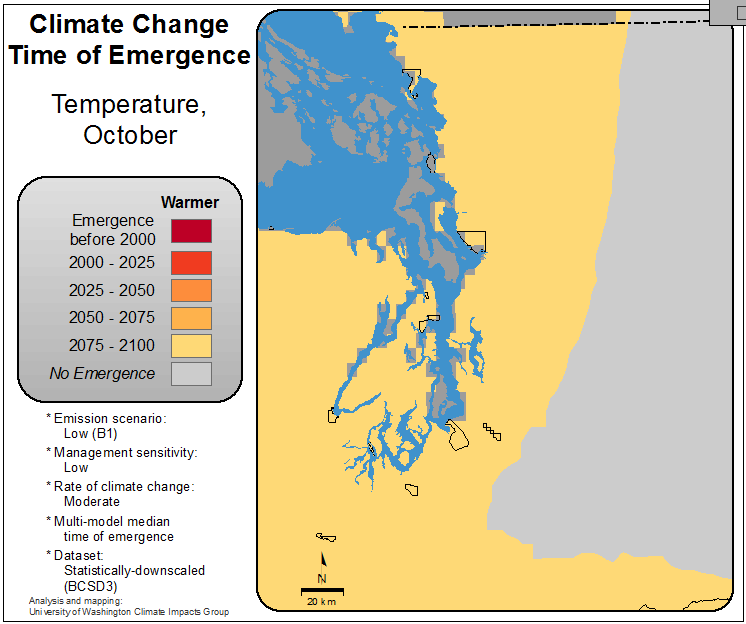 Climate Change
Time of Emergence
Temperature,
October
Warmer
Emergence
before 2000
2000 - 2025
2025 - 2050
2050 - 2075
2075 - 2100
No Emergence
* Emission scenario:
Low (B1)
* Management sensitivity:
Low
* Rate of climate change:
Moderate
* Multi-model median
time of emergence
* Dataset:
Statistically-downscaled
(BCSD3)
Analysis and mapping:
University of Washington Climate Impacts Group
N
20 km